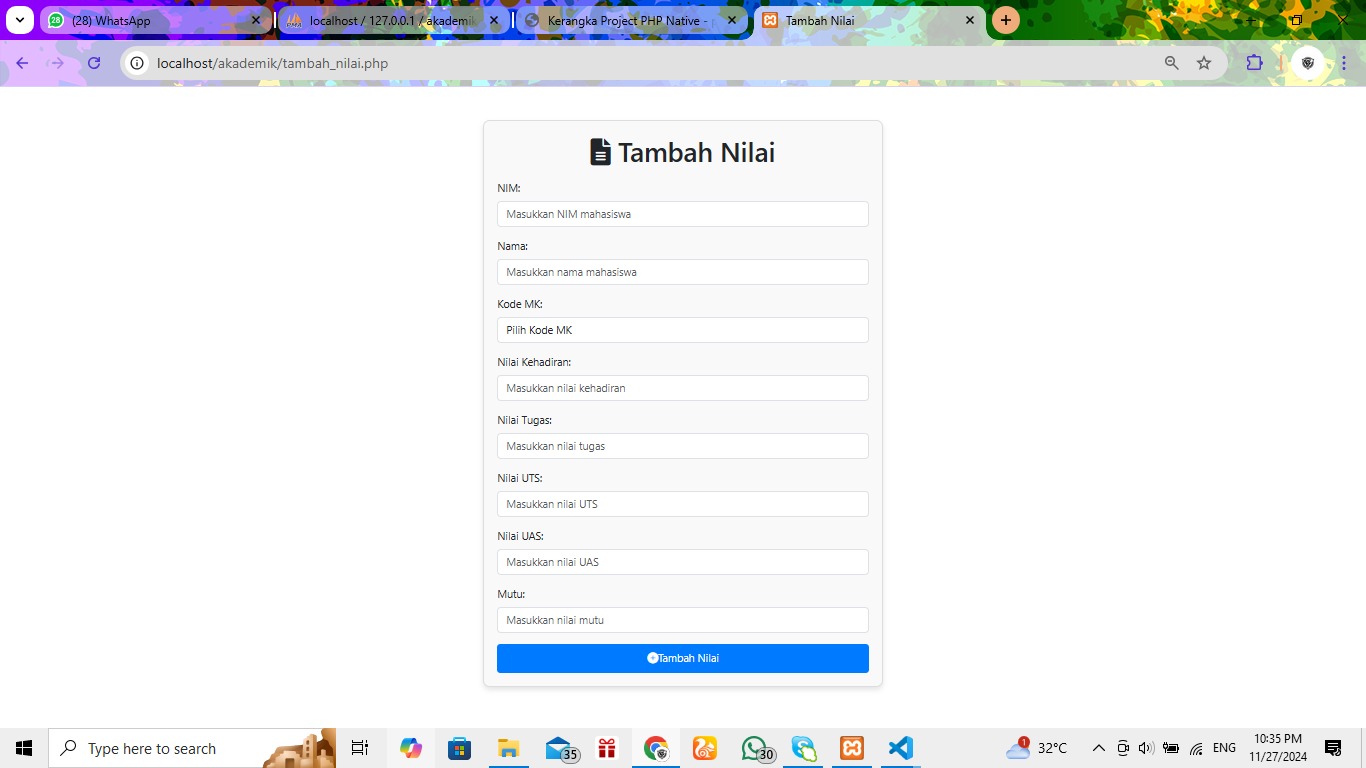 28
(28) WhatsApp
localhost / 127.0.0.1 / akademik
Kerangka Project PHP Native - p
Tambah Nilai
localhost/akademik/tambah_nilai.php
Tambah Nilai
NIM:
Masukkan NIM mahasiswa
Nama:
Masukkan nama mahasiswa
Kode MK:
Pilih Kode MK
Nilai Kehadiran:
Masukkan nilai kehadiran
Nilai Tugas:
Masukkan nilai tugas
Nilai UTS:
Masukkan nilai UTS
Nilai UAS:
Masukkan nilai UAS
Mutu:
Masukkan nilai mutu
Tambah Nilai
Type here to search
35
30
1
32°C
ENG
10:35 PM
11/27/2024